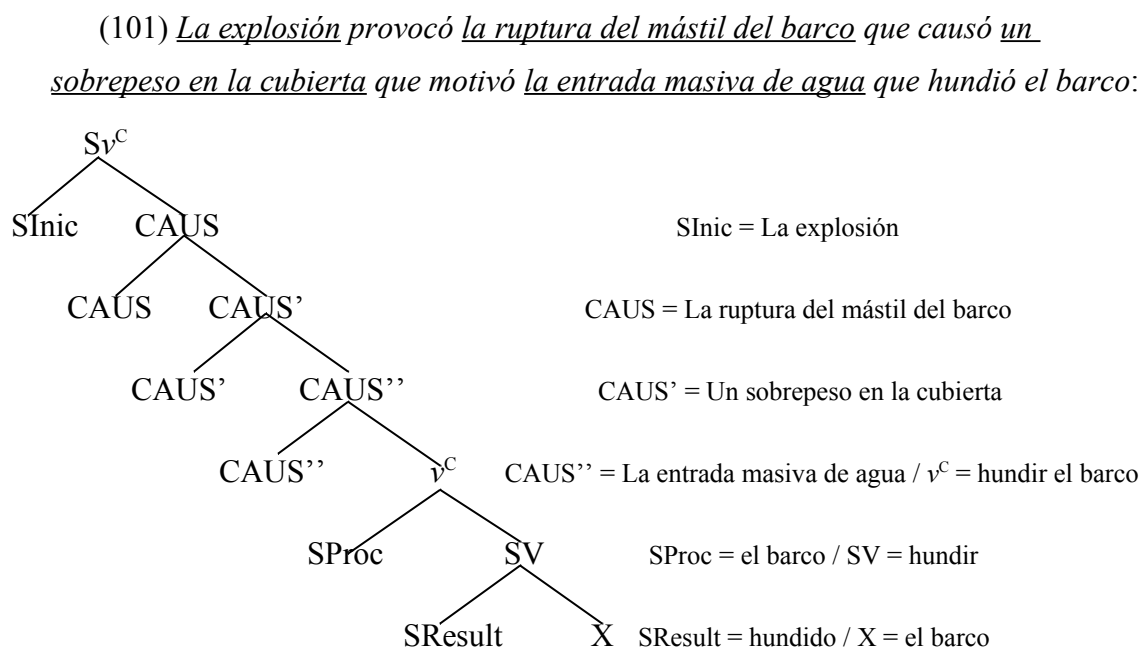 (101) La explosión provocó la ruptura del mástil del barco que causó un
sobrepeso en la cubierta que motivó la entrada masiva de agua que hundió el barco:
Svᶜ
SInic CAUS SInic = La explosión
CAUS CAUS’ CAUS = La ruptura del mástil del barco
CAUS’ CAUS’’ CAUS’ = Un sobrepeso en la cubierta
CAUS’’ vᶜ CAUS’’ = La entrada masiva de agua / vᶜ = hundir el barco
SProc SV SProc = el barco / SV = hundir
SResult X SResult = hundido / X = el barco